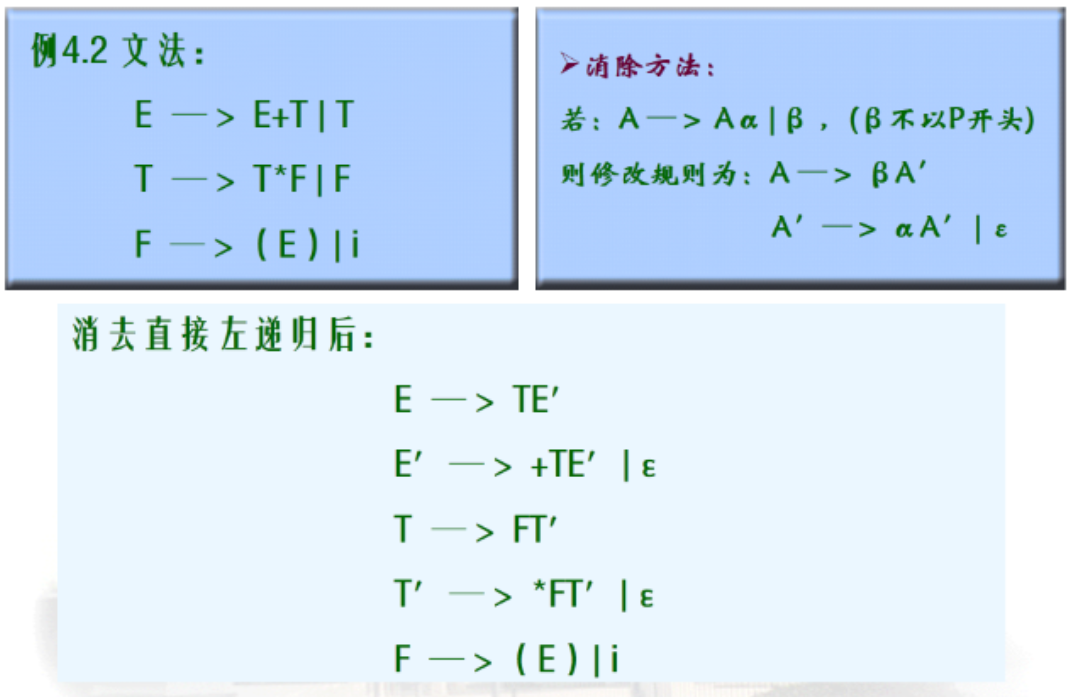 例4.2 文法：
E —> E+T | T
T —> T*F | F
F —> ( E ) | i
➢消除方法：
若：A —> Aα | β ，(β不以P开头)
则修改规则为：A —> βA′
A′ —> αA′ | ε
消去直接左递归后：
E —> TE′
E′ —> +TE′ | ε
T —> FT′
T′ —> *FT′ | ε
F —> ( E ) | i